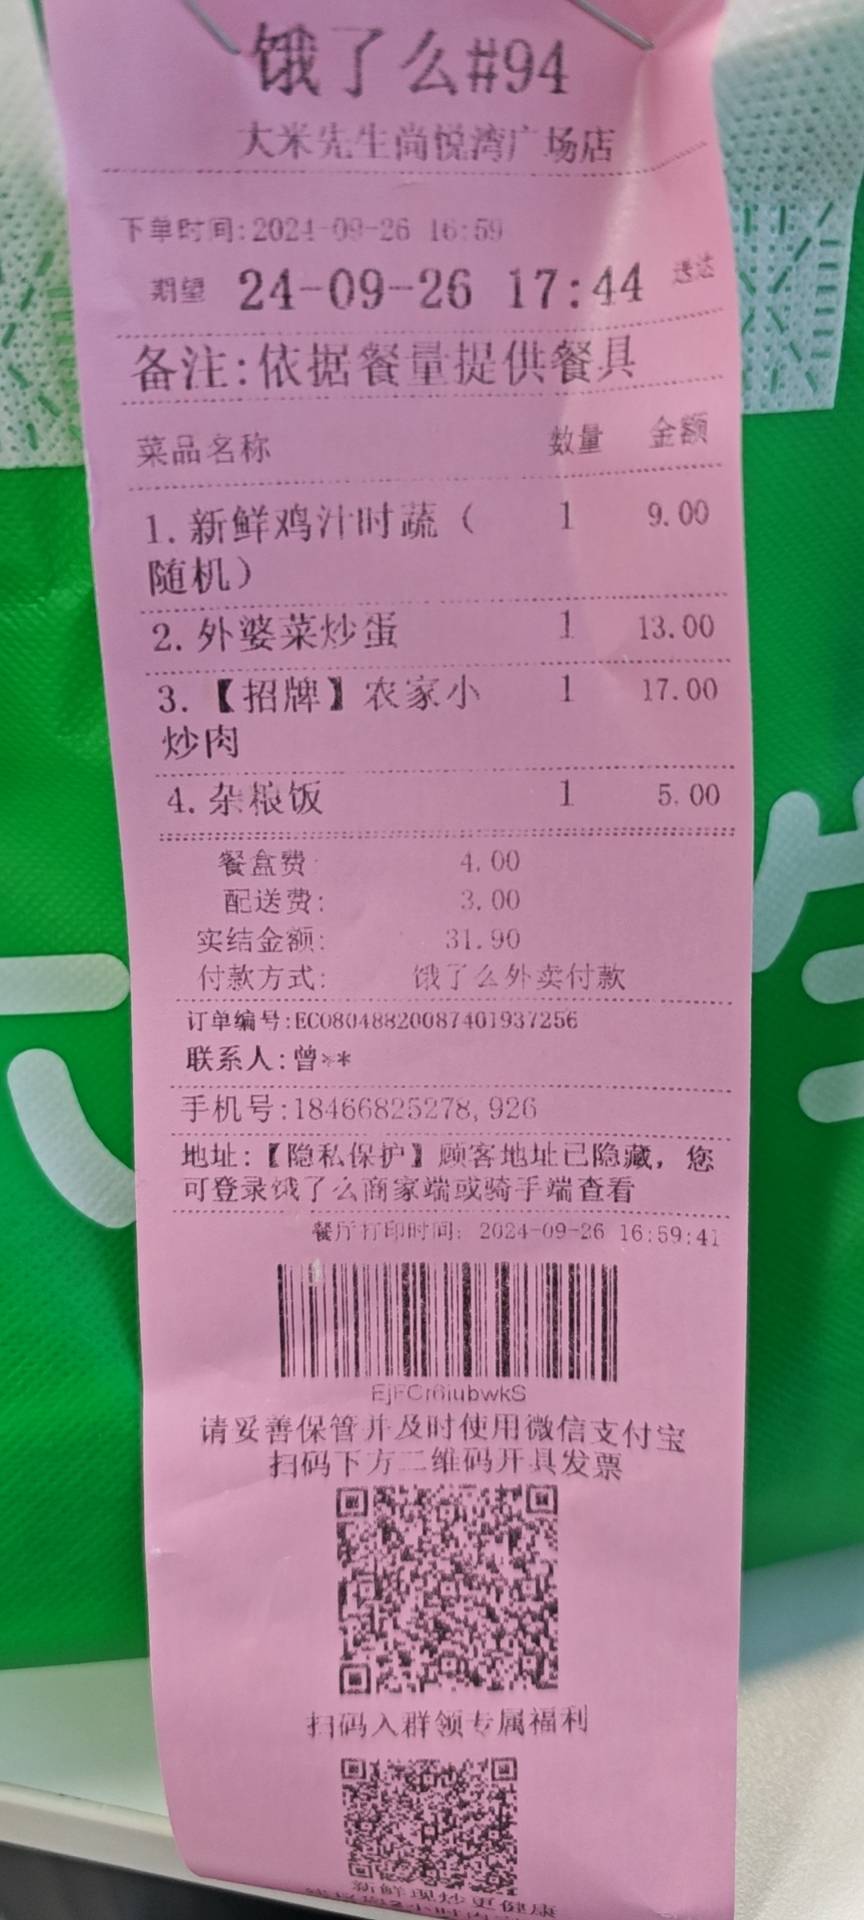 饿了么#94
大米先生尚悦湾广场店
下单时间:2024-09-26 16:59
期望 24-09-26 17:44 送达
备注:依据餐量提供餐具
菜品名称 数量 金额
1.新鲜鸡汁时蔬（ 1 9.00
随机）
2.外婆菜炒蛋 1 13.00
3.【招牌】农家小 1 17.00
炒肉
4.杂粮饭 1 5.00
餐盒费 4.00
配送费: 3.00
实结金额: 31.90
付款方式: 饿了么外卖付款
订单编号:EC08048820087401937256
联系人:曾**
手机号:18466825278,926
地址:【隐私保护】顾客地址已隐藏，您
可登录饿了么商家端或骑手端查看
餐厅打印时间: 2024-09-26 16:59:41
EjFCr6iubwkS
请妥善保管并及时使用微信支付宝
扫码下方二维码开具发票
扫码入群领专属福利
新鲜现炒更健康